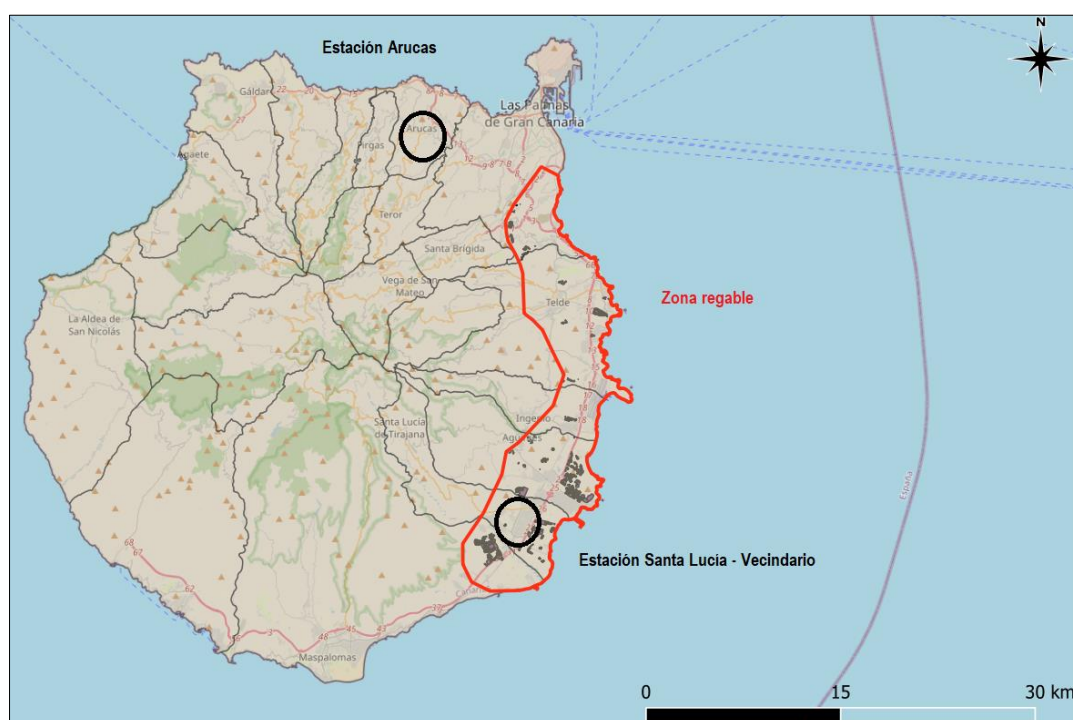 Estación Arucas
N
Gáldar
Las Palmas
de Gran Canaria
Arucas
Firgas
Agaete
Teror
Santa Brígida
Vega de San
Mateo
Zona regable
Telde
La Aldea de
San Nicolás
Ingenio
Santa Lucía
de Tirajana
Agüimes
España
Estación Santa Lucía - Vecindario
Maspalomas
0 15 30 km